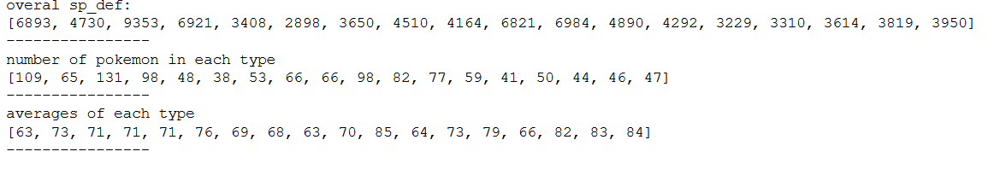 overal sp_def:
[6893, 4730, 9353, 6921, 3408, 2898, 3650, 4510, 4164, 6821, 6984, 4890, 4292, 3229, 3310, 3614, 3819, 3950]
----------------
number of pokemon in each type
[109, 65, 131, 98, 48, 38, 53, 66, 66, 98, 82, 77, 59, 41, 50, 44, 46, 47]
----------------
averages of each type
[63, 73, 71, 71, 71, 76, 69, 68, 63, 70, 85, 64, 73, 79, 66, 82, 83, 84]
----------------